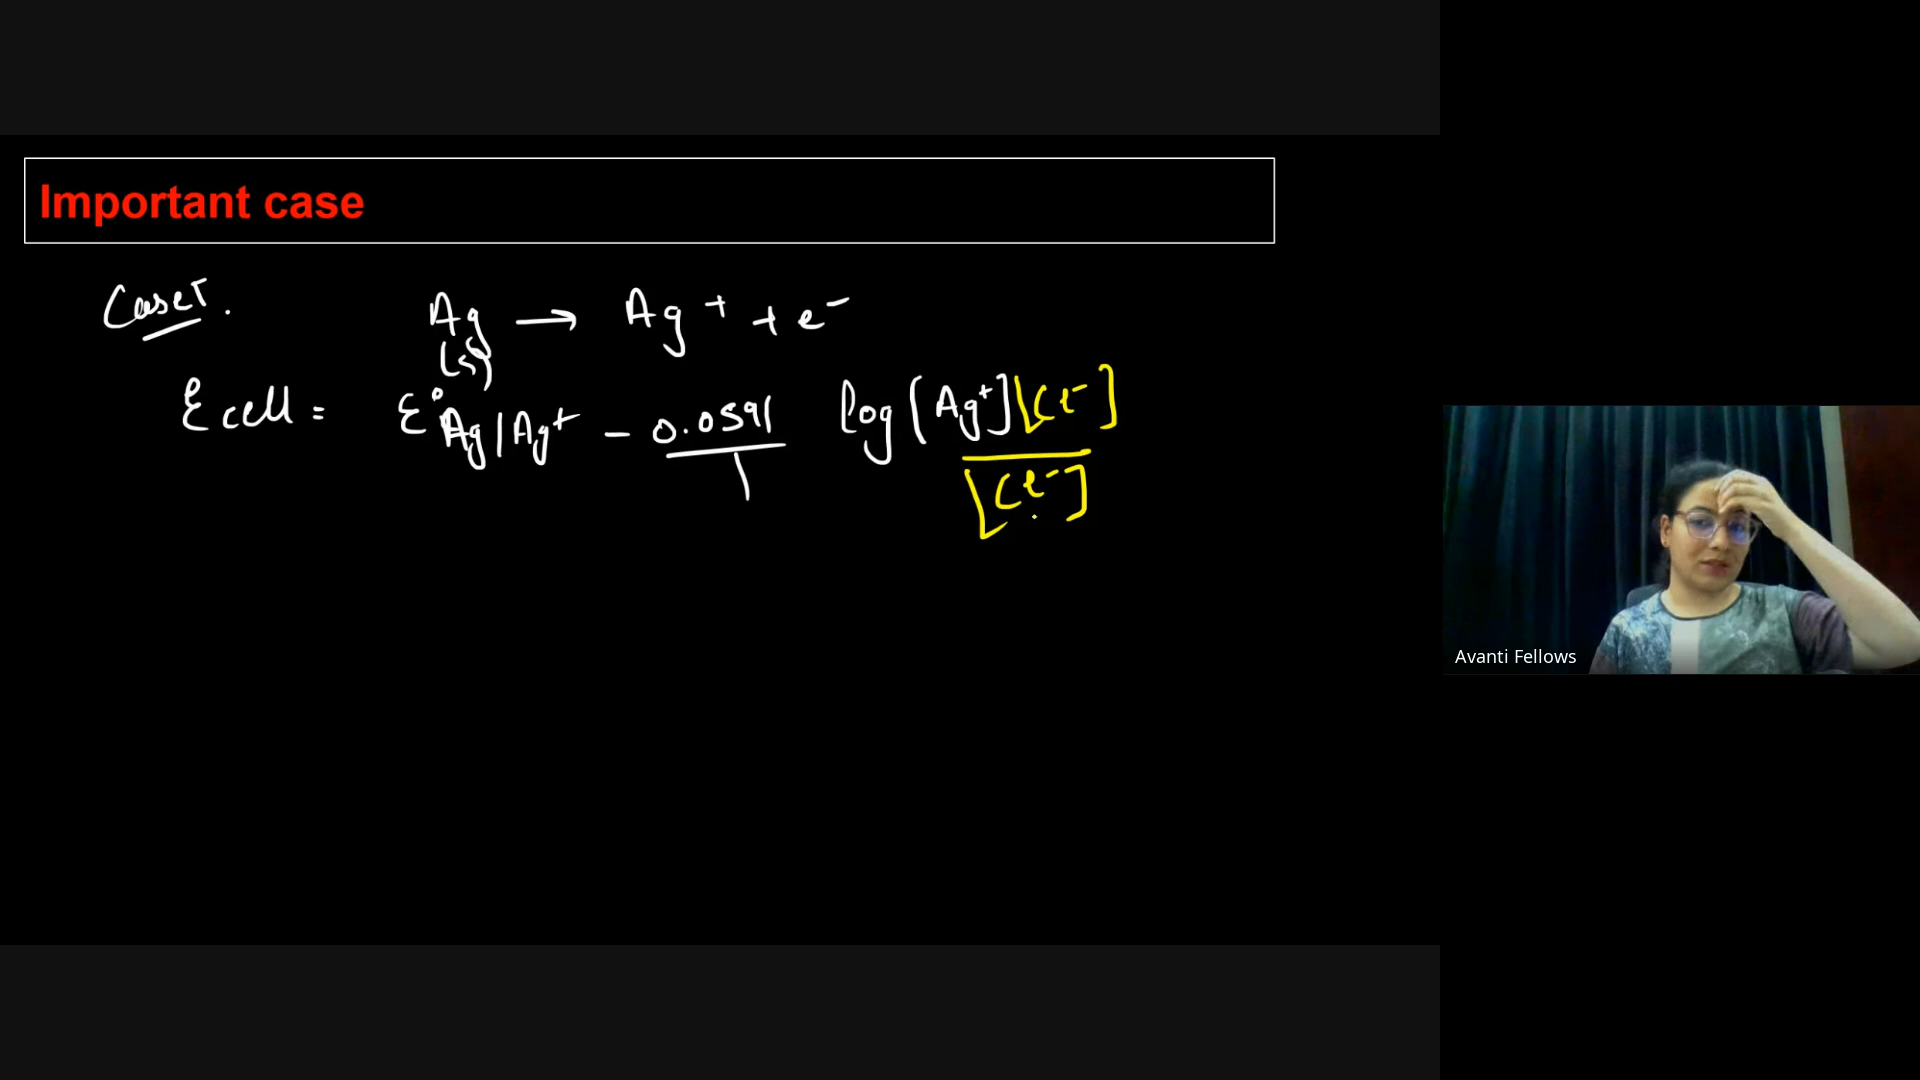 Important case
Case I.
Ag → Ag⁺ + e⁻
(s)
Ecell = E°Ag|Ag⁺ - 0.0591/1 log [Ag⁺][Cl⁻]/[Cl⁻]
Avanti Fellows